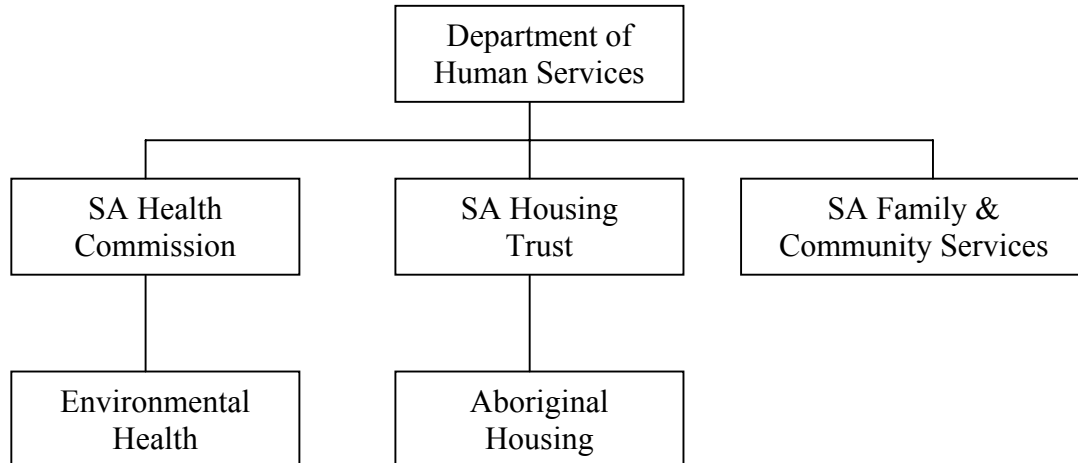 Department of
Human Services
SA Health
Commission
SA Housing
Trust
SA Family &
Community Services
Environmental
Health
Aboriginal
Housing